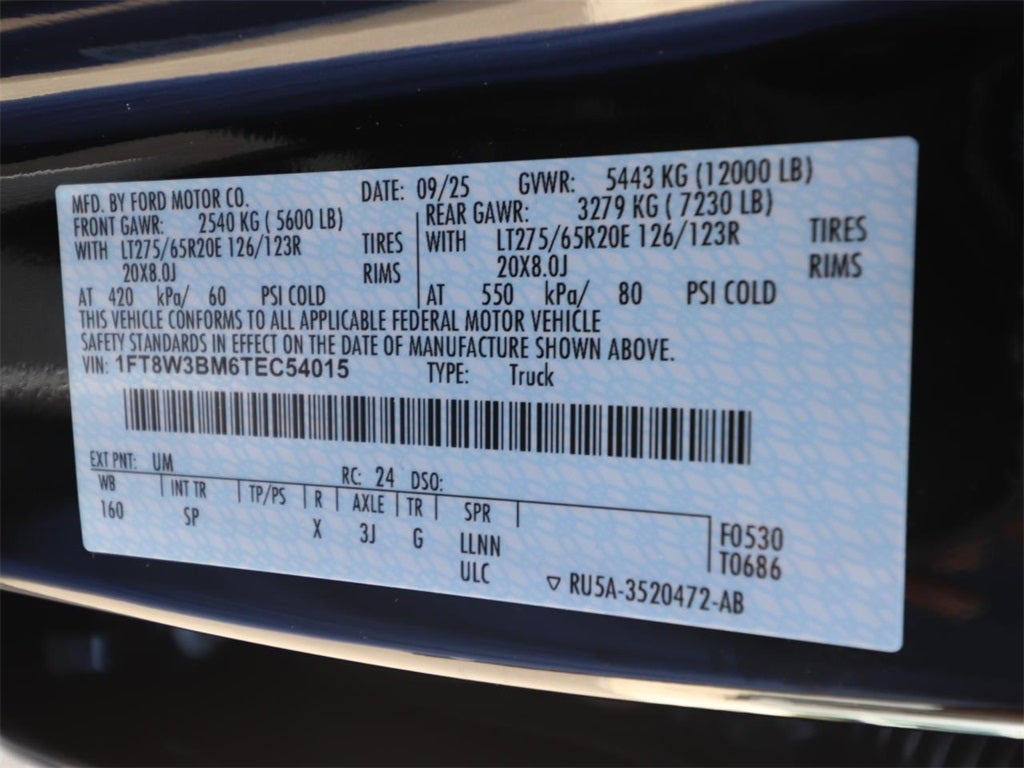 MFD. BY FORD MOTOR CO. DATE: 09/25 GVWR: 5443 KG (12000 LB)
FRONT GAWR: 2540 KG (5600 LB) REAR GAWR: 3279 KG (7230 LB)
WITH LT275/65R20E 126/123R TIRES WITH LT275/65R20E 126/123R TIRES
20X8.0J RIMS 20X8.0J RIMS
AT 420 kPa/ 60 PSI COLD AT 550 kPa/ 80 PSI COLD
THIS VEHICLE CONFORMS TO ALL APPLICABLE FEDERAL MOTOR VEHICLE
SAFETY STANDARDS IN EFFECT ON THE DATE OF MANUFACTURE SHOWN ABOVE.
VIN: 1FT8W3BM6TEC54015 TYPE: Truck
EXT PNT: UM RC: 24 DSO:
WB INT TR TP/PS R AXLE TR SPR
160 SP X 3J G LLNN F0530
ULC T0686
RU5A-3520472-AB